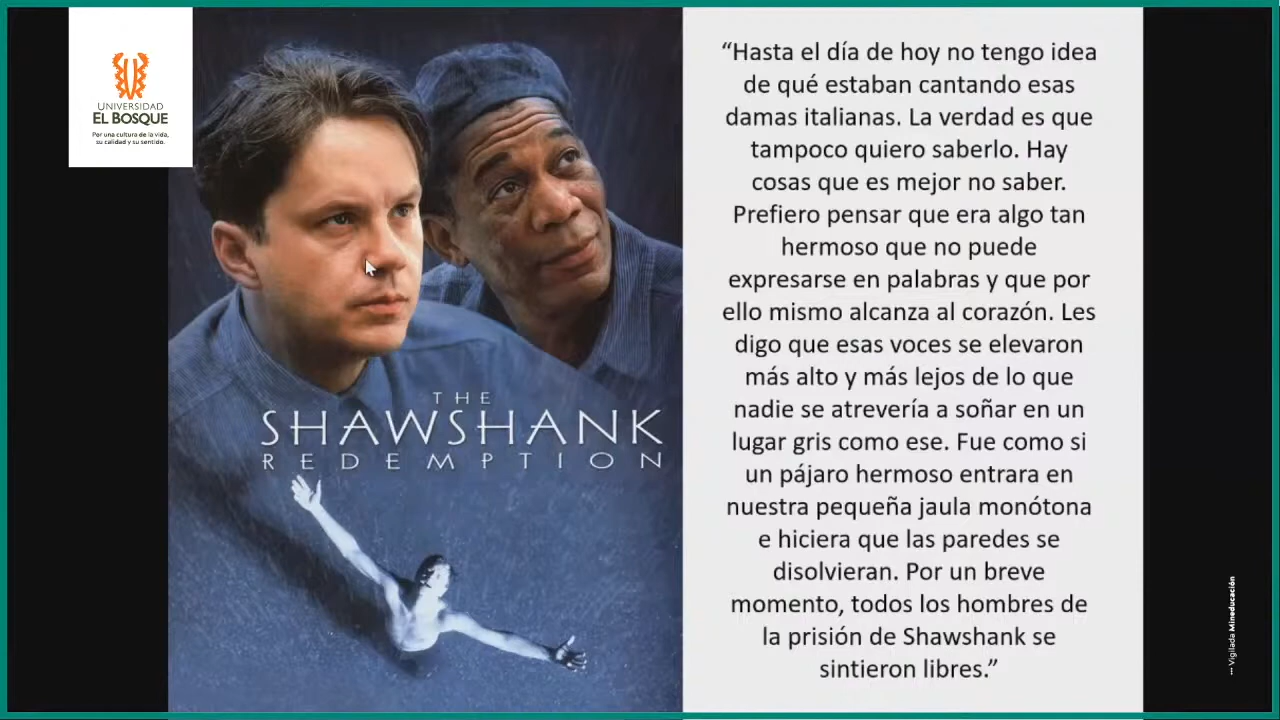 UNIVERSIDAD
EL BOSQUE
Por una cultura de la vida,
su calidad y su sentido.
THE
SHAWSHANK
REDEMPTION
“Hasta el día de hoy no tengo idea
de qué estaban cantando esas
damas italianas. La verdad es que
tampoco quiero saberlo. Hay
cosas que es mejor no saber.
Prefiero pensar que era algo tan
hermoso que no puede
expresarse en palabras y que por
ello mismo alcanza al corazón. Les
digo que esas voces se elevaron
más alto y más lejos de lo que
nadie se atrevería a soñar en un
lugar gris como ese. Fue como si
un pájaro hermoso entrara en
nuestra pequeña jaula monótona
e hiciera que las paredes se
disolvieran. Por un breve
momento, todos los hombres de
la prisión de Shawshank se
sintieron libres.”
Vigilada Mineducación